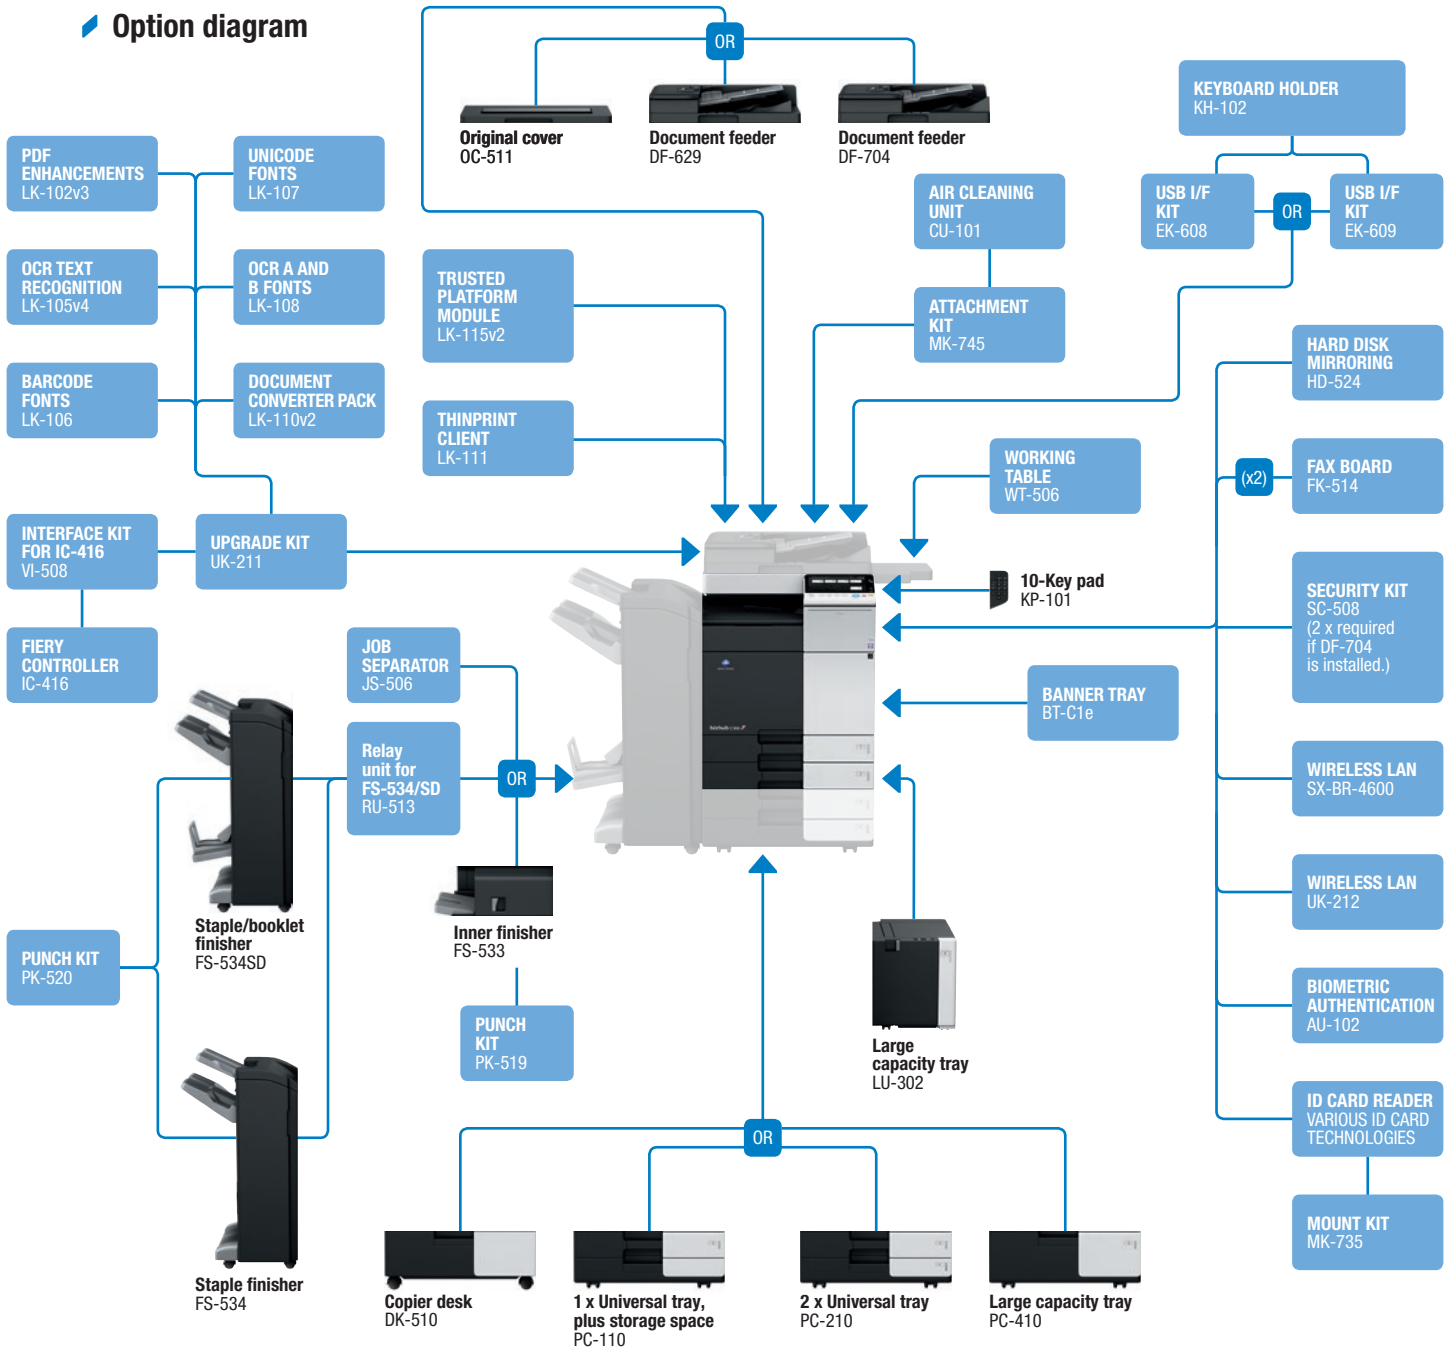 Option diagram
OR
Original cover
OC-511
Document feeder
DF-629
Document feeder
DF-704
KEYBOARD HOLDER
KH-102
PDF
ENHANCEMENTS
LK-102v3
UNICODE
FONTS
LK-107
AIR CLEANING
UNIT
CU-101
USB I/F
KIT
EK-608
OR
USB I/F
KIT
EK-609
OCR TEXT
RECOGNITION
LK-105v4
OCR A AND
B FONTS
LK-108
TRUSTED
PLATFORM
MODULE
LK-115v2
ATTACHMENT
KIT
MK-745
HARD DISK
MIRRORING
HD-524
BARCODE
FONTS
LK-106
DOCUMENT
CONVERTER PACK
LK-110v2
THINPRINT
CLIENT
LK-111
WORKING
TABLE
WT-506
(x2)
FAX BOARD
FK-514
INTERFACE KIT
FOR IC-416
VI-508
UPGRADE KIT
UK-211
10-Key pad
KP-101
SECURITY KIT
SC-508
(2 x required
if DF-704
is installed.)
FIERY
CONTROLLER
IC-416
JOB
SEPARATOR
JS-506
BANNER TRAY
BT-C1e
Relay
unit for
FS-534/SD
RU-513
OR
WIRELESS LAN
SX-BR-4600
WIRELESS LAN
UK-212
Staple/booklet
finisher
FS-534SD
Inner finisher
FS-533
PUNCH KIT
PK-520
BIOMETRIC
AUTHENTICATION
AU-102
PUNCH
KIT
PK-519
Large
capacity tray
LU-302
ID CARD READER
VARIOUS ID CARD
TECHNOLOGIES
OR
MOUNT KIT
MK-735
Staple finisher
FS-534
Copier desk
DK-510
1 x Universal tray,
plus storage space
PC-110
2 x Universal tray
PC-210
Large capacity tray
PC-410